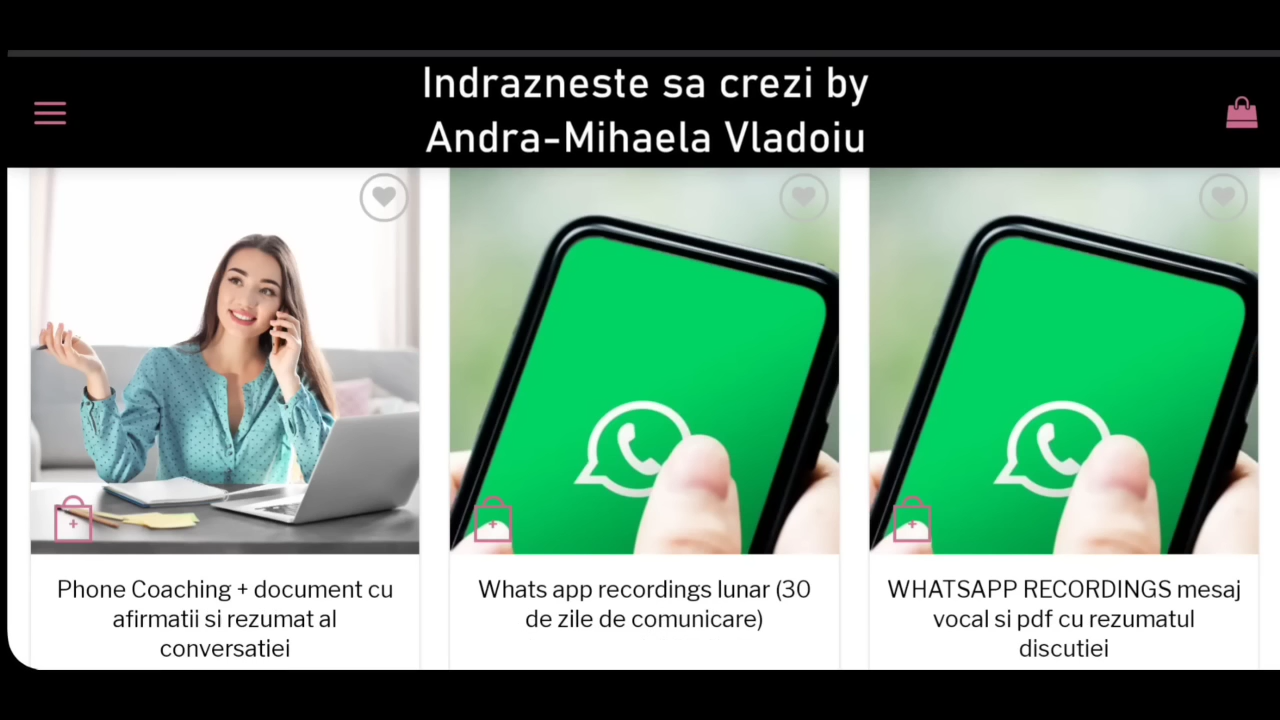 Indrazneste sa crezi by
Andra-Mihaela Vladoiu
Phone Coaching + document cu
afirmatii si rezumat al
conversatiei
Whats app recordings lunar (30
de zile de comunicare)
WHATSAPP RECORDINGS mesaj
vocal si pdf cu rezumatul
discutiei